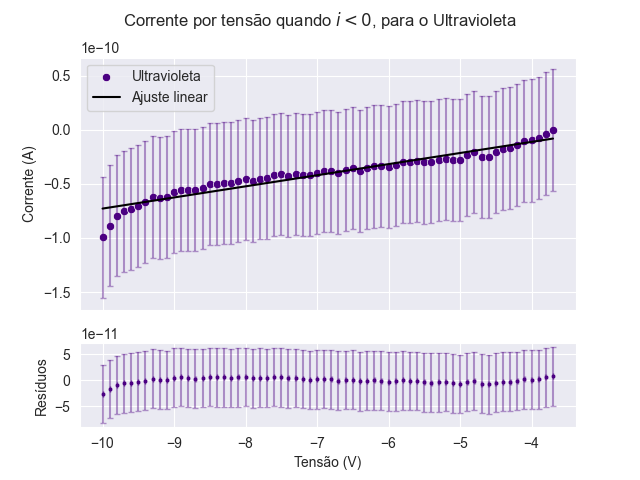 Corrente por tensão quando i < 0, para o Ultravioleta
1e−10
Ultravioleta
Ajuste linear
Corrente (A)
0.5
0.0
−0.5
−1.0
−1.5
1e−11
Resíduos
5
0
−5
−10 −9 −8 −7 −6 −5 −4
Tensão (V)